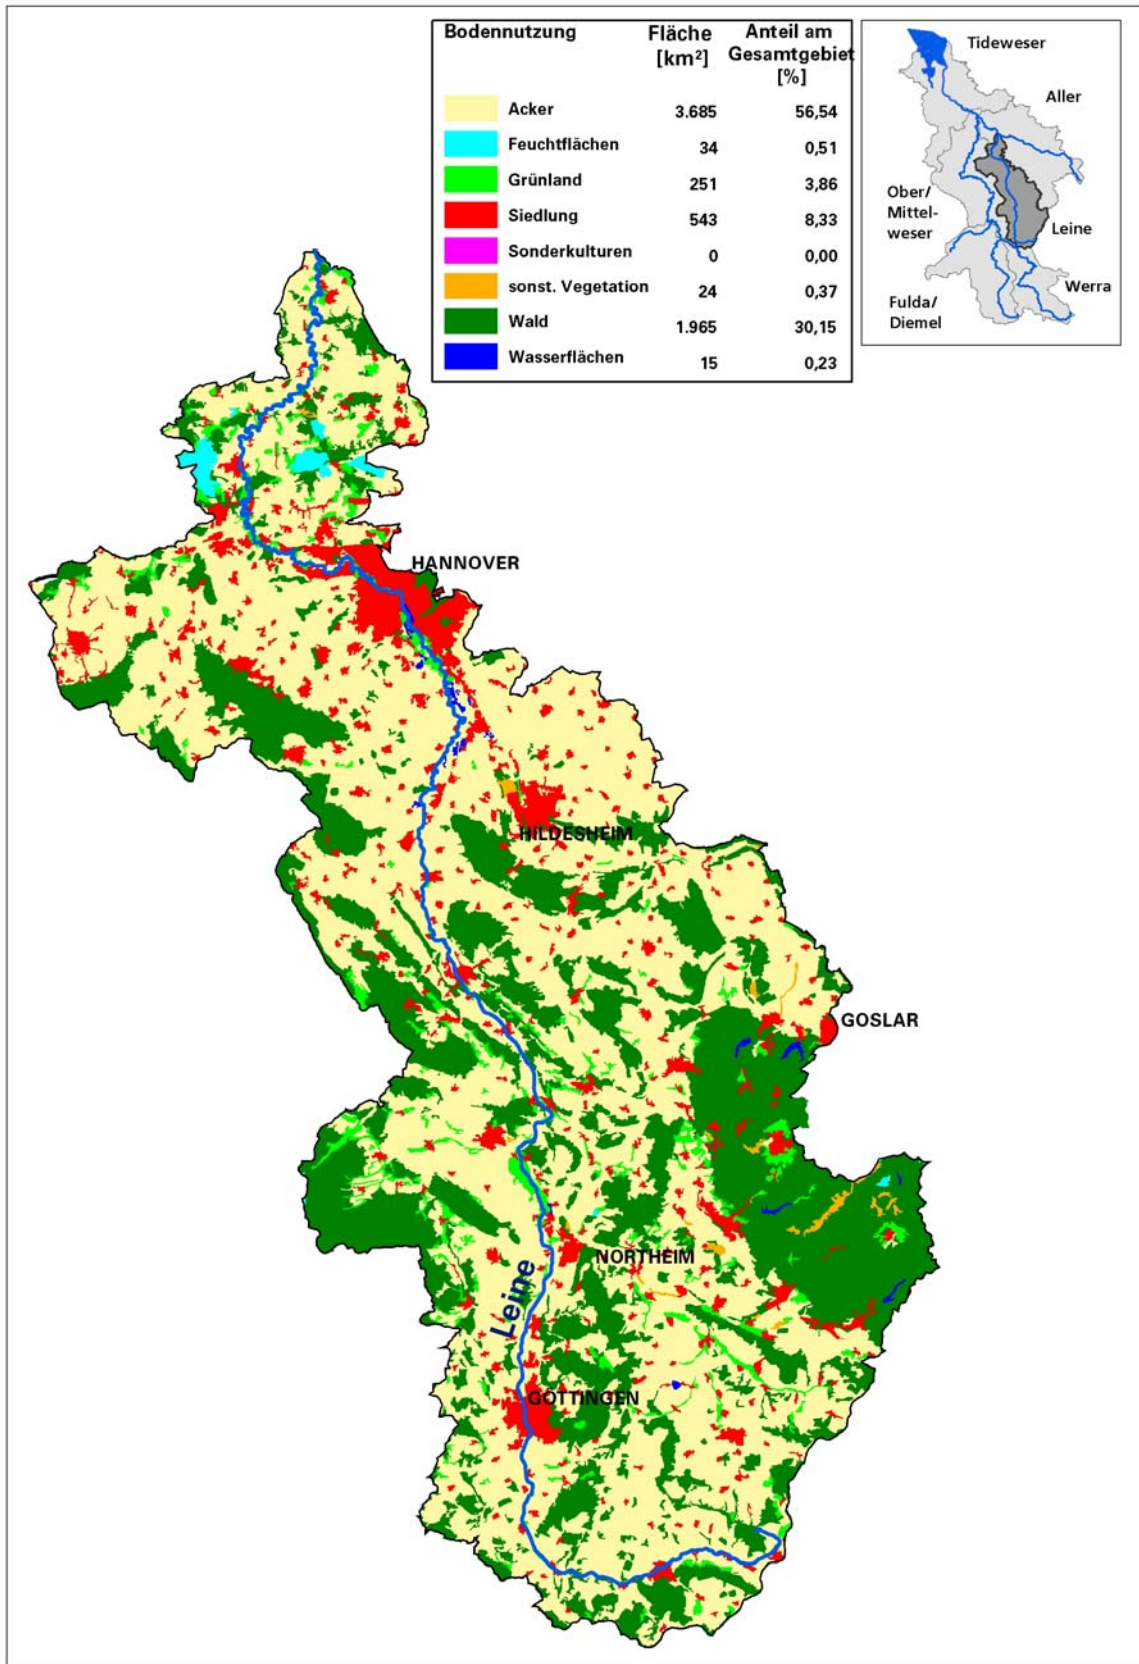 Bodennutzung Fläche [km²] Anteil am Gesamtgebiet [%]
Acker 3.685 56,54
Feuchtflächen 34 0,51
Grünland 251 3,86
Siedlung 543 8,33
Sonderkulturen 0 0,00
sonst. Vegetation 24 0,37
Wald 1.965 30,15
Wasserflächen 15 0,23
Tideweser
Aller
Ober/
Mittel-
weser
Leine
Werra
Fulda/
Diemel
HANNOVER
HILDESHEIM
GOSLAR
NORTHEIM
Leine
GÖTTINGEN